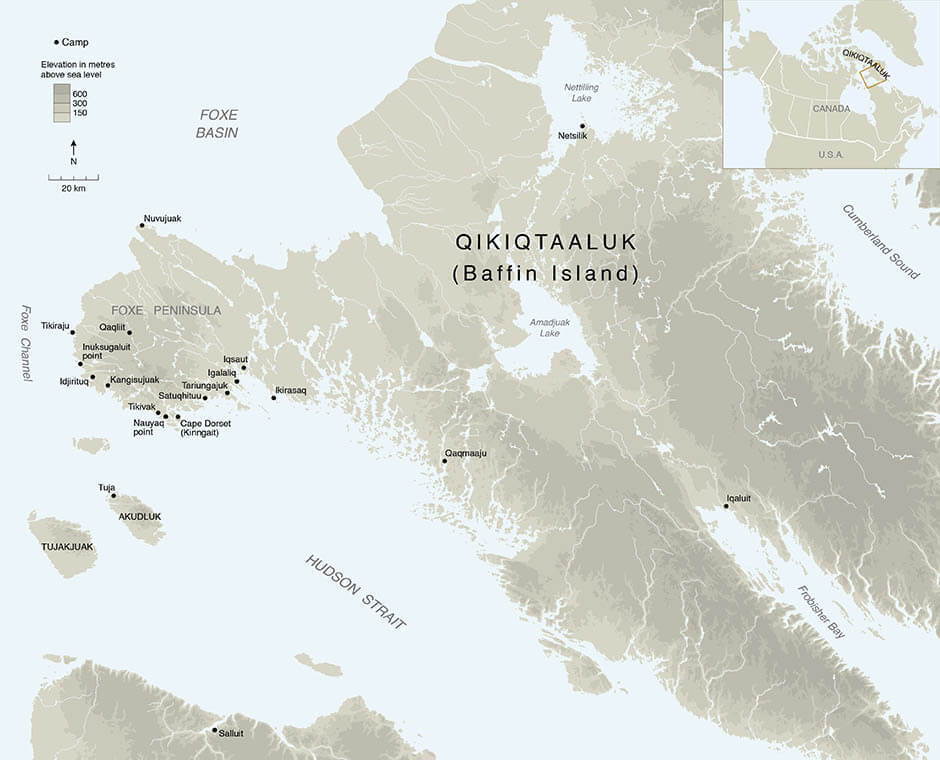 Camp
Elevation in metres
above sea level
600
300
150
N
20 km
FOXE
BASIN
Nettilling
Lake
Netsilik
QIKIQTAALUK
CANADA
U.S.A.
Cumberland Sound
Nuvujuak
QIKIQTAALUK
(Baffin Island)
FOXE PENINSULA
Foxe Channel
Tikiraju
Qaqliit
Amadjuak
Lake
Inuksugaluit
point
Iqsaut
Igalaliq
Idjirituq
Kangisujuak
Tariungajuk
Satuqhituu
Ikirasaq
Tikivak
Nauyaq
point
Cape Dorset
(Kinngait)
Qaqmaaju
Tuja
AKUDLUK
Iqaluit
TUJAKJUAK
HUDSON STRAIT
Frobisher Bay
Salluit